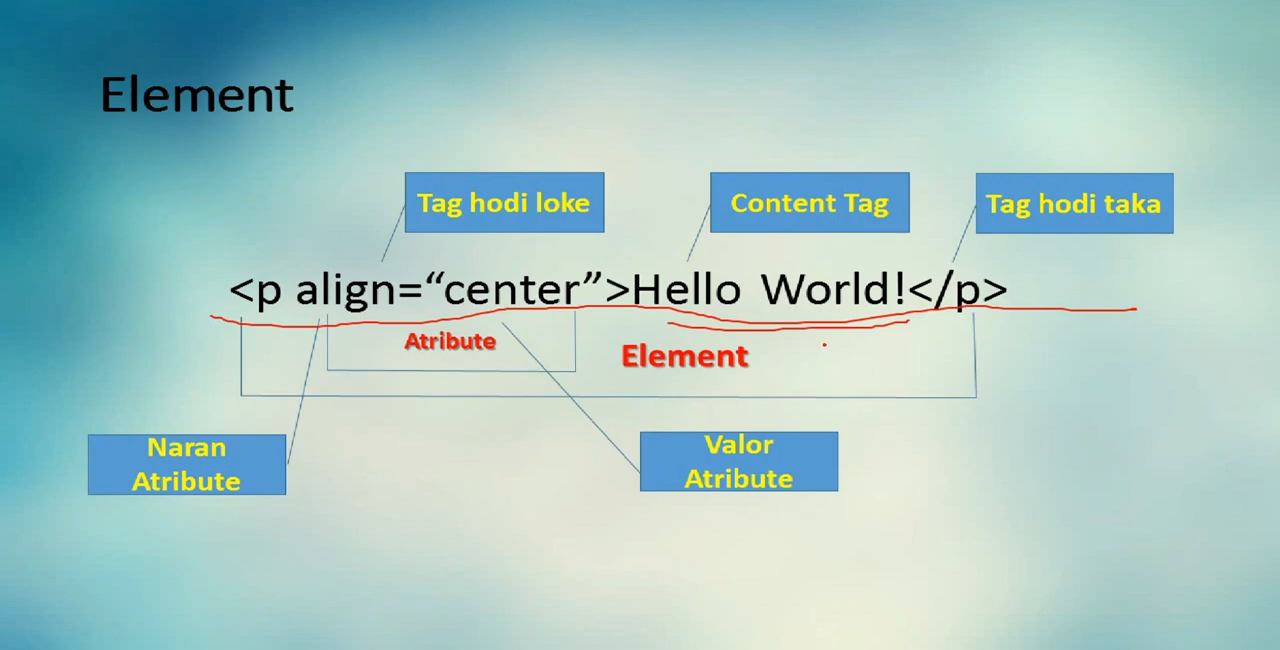 Element
Tag hodi loke
Content Tag
Tag hodi taka
<p align=“center”>Hello World!</p>
Atribute
Element
Naran
Atribute
Valor
Atribute